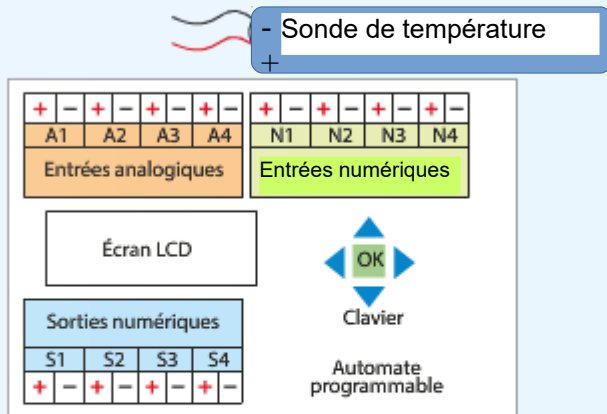 - Sonde de température
+
+ - + - + - + - + - + - + - + -
A1 A2 A3 A4 N1 N2 N3 N4
Entrées analogiques Entrées numériques
Écran LCD
OK
Clavier
Sorties numériques
S1 S2 S3 S4
+ - + - + - + -
Automate
programmable